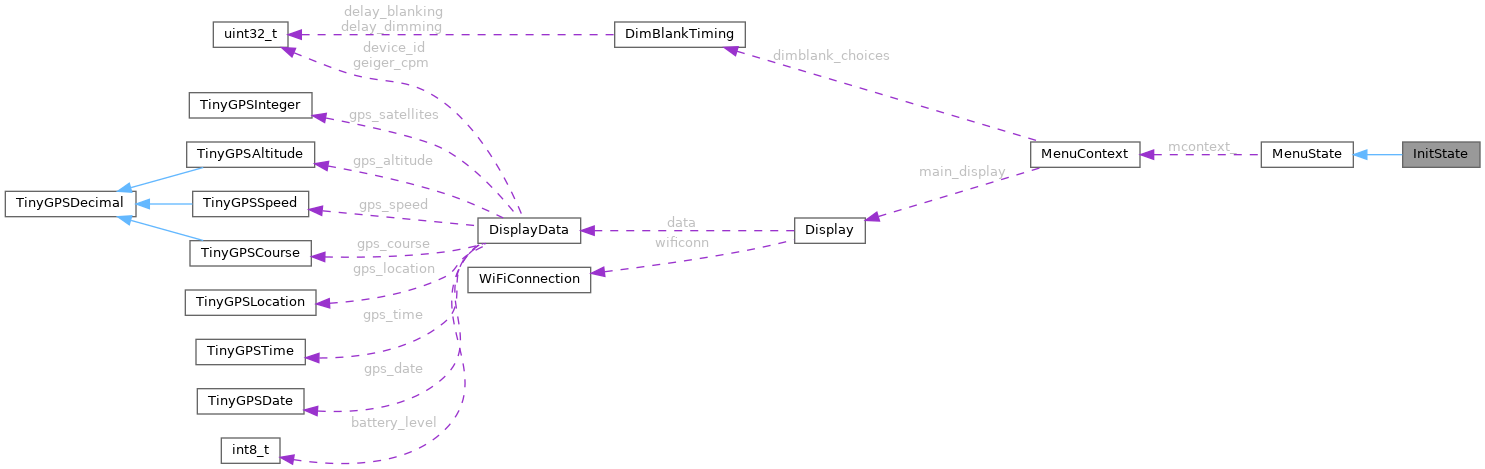 delay_blanking
delay_dimming
uint32_t
DimBlankTiming
device_id
geiger_cpm
dimblank_choices
TinyGPSInteger
gps_satellites
TinyGPSAltitude
gps_altitude
MenuContext
mcontext_
MenuState
InitState
main_display
TinyGPSDecimal
TinyGPSSpeed
gps_speed
DisplayData
data
Display
wificonn
TinyGPSCourse
gps_course
gps_location
WiFiConnection
TinyGPSLocation
gps_time
TinyGPSTime
gps_date
TinyGPSDate
battery_level
int8_t